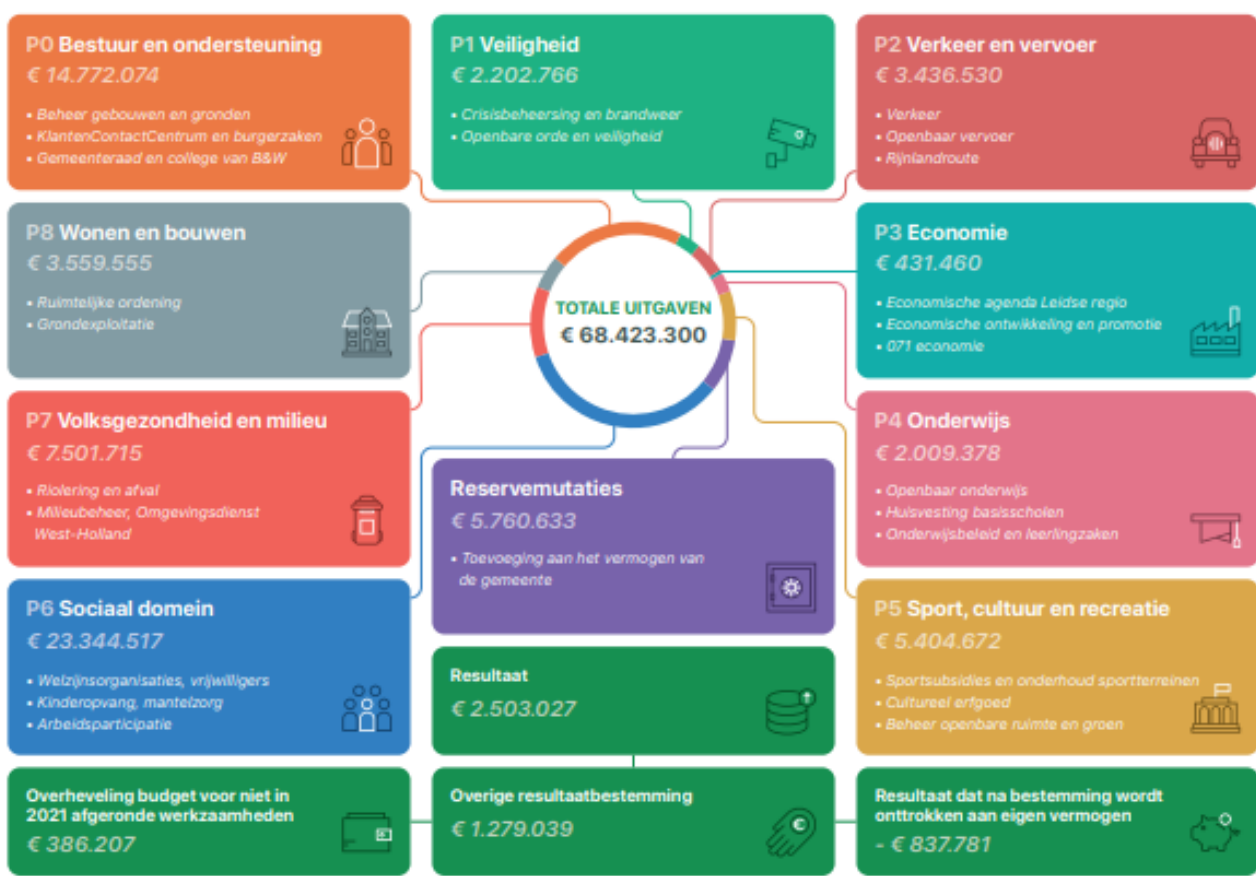 P0 Bestuur en ondersteuning
€ 14.772.074
• Beheer gebouwen en gronden
• KlantenContactCentrum en burgerzaken
• Gemeenteraad en college van B&W
P1 Veiligheid
€ 2.202.766
• Crisisbeheersing en brandweer
• Openbare orde en veiligheid
P2 Verkeer en vervoer
€ 3.436.530
• Verkeer
• Openbaar vervoer
• Rijnlandroute
P8 Wonen en bouwen
€ 3.559.555
• Ruimtelijke ordening
• Grondexploitatie
TOTALE UITGAVEN
€ 68.423.300
P3 Economie
€ 431.460
• Economische agenda Leidse regio
• Economische ontwikkeling en promotie
• 071 economie
P7 Volksgezondheid en milieu
€ 7.501.715
• Riolering en afval
• Milieubeheer, Omgevingsdienst
West-Holland
Reservemutaties
€ 5.760.633
• Toevoeging aan het vermogen van
de gemeente
P4 Onderwijs
€ 2.009.378
• Openbaar onderwijs
• Huisvesting basisscholen
• Onderwijsbeleid en leerlingzaken
P6 Sociaal domein
€ 23.344.517
• Welzijnsorganisaties, vrijwilligers
• Kinderopvang, mantelzorg
• Arbeidsparticipatie
Resultaat
€ 2.503.027
P5 Sport, cultuur en recreatie
€ 5.404.672
• Sportsubsidies en onderhoud sportterreinen
• Cultureel erfgoed
• Beheer openbare ruimte en groen
Overheveling budget voor niet in
2021 afgeronde werkzaamheden
€ 386.207
Overige resultaatbestemming
€ 1.279.039
Resultaat dat na bestemming wordt
onttrokken aan eigen vermogen
- € 837.781